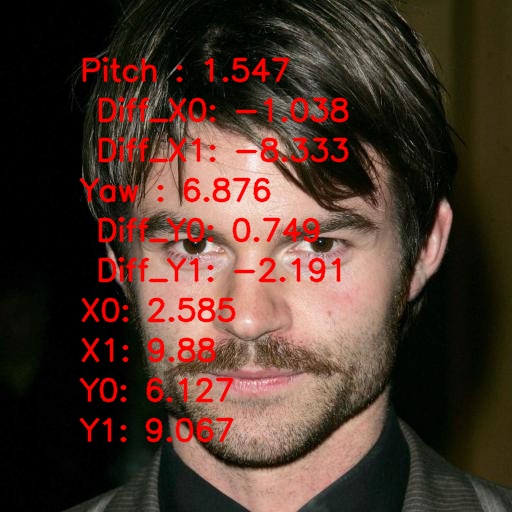 Pitch : 1.547
Diff_X0: -1.038
Diff_X1: -8.333
Yaw : 6.876
Diff_Y0: 0.749
Diff_Y1: -2.191
X0: 2.585
X1: 9.88
Y0: 6.127
Y1: 9.067